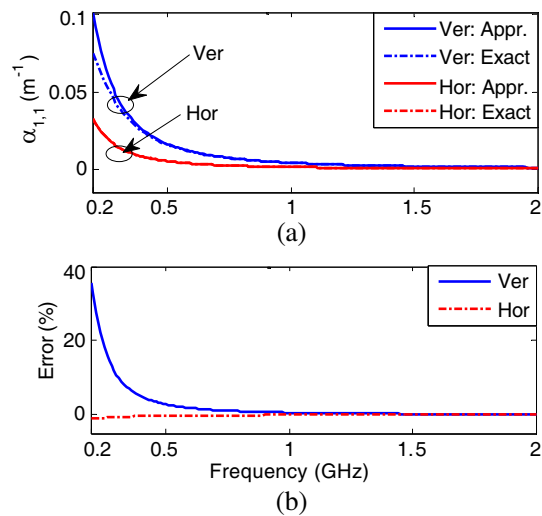 0.1
0.05
0
α1,1 (m-1)
Ver
Hor
Ver: Appr.
Ver: Exact
Hor: Appr.
Hor: Exact
0.2 0.5 1 1.5 2
(a)
40
20
0
Error (%)
Ver
Hor
0.2 0.5 1 1.5 2
Frequency (GHz)
(b)